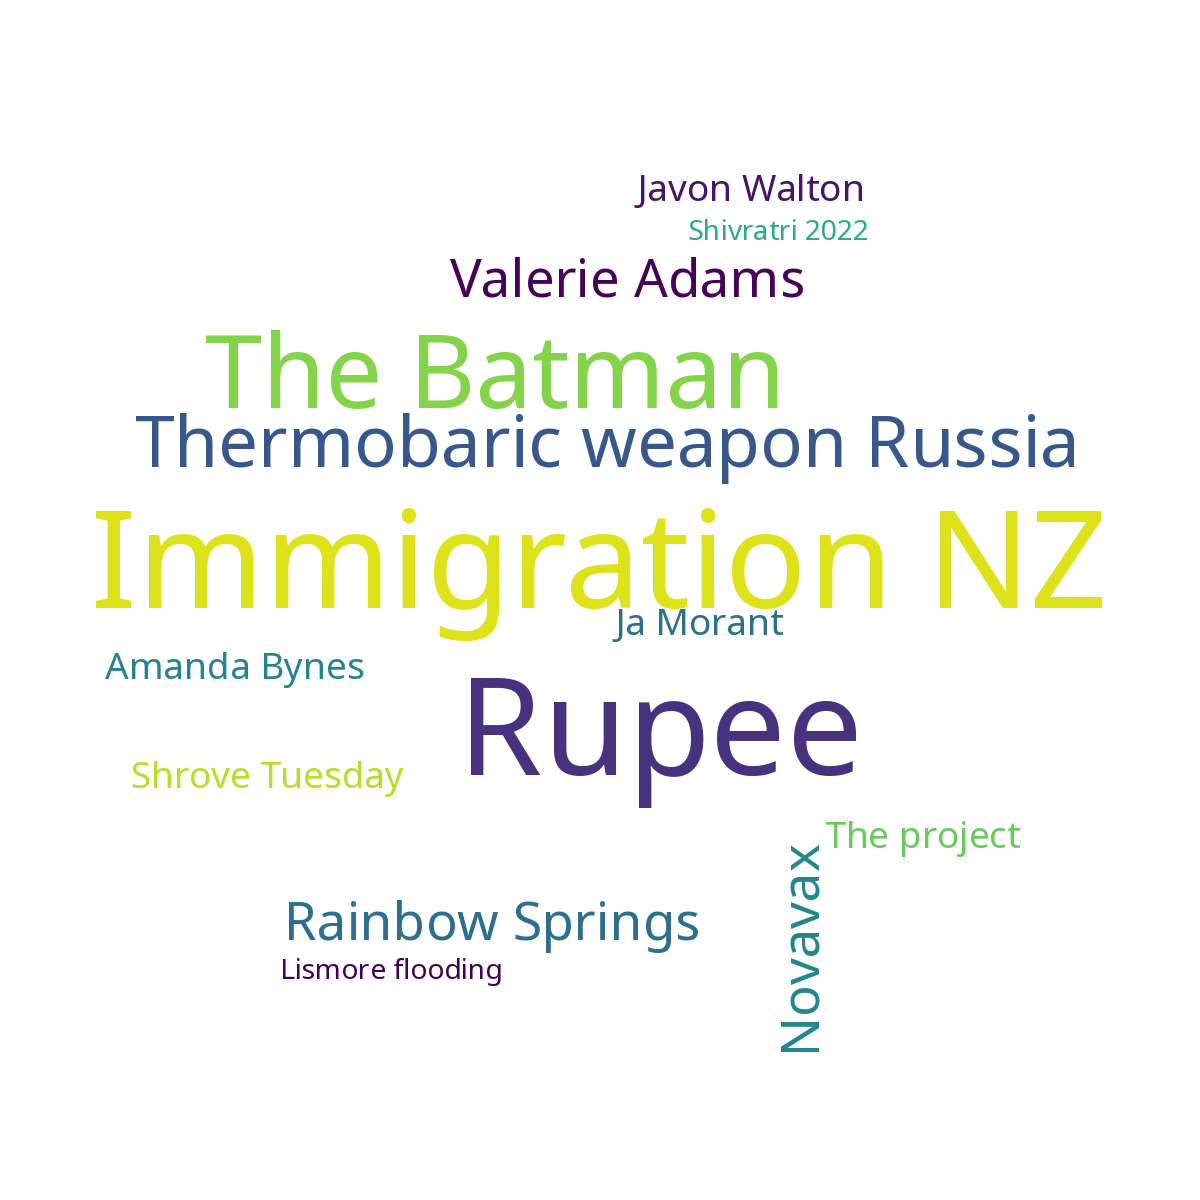 Javon Walton
Shivratri 2022
Valerie Adams
The Batman
Thermobaric weapon Russia
Immigration NZ
Ja Morant
Amanda Bynes
Rupee
Shrove Tuesday
The project
Novavax
Rainbow Springs
Lismore flooding